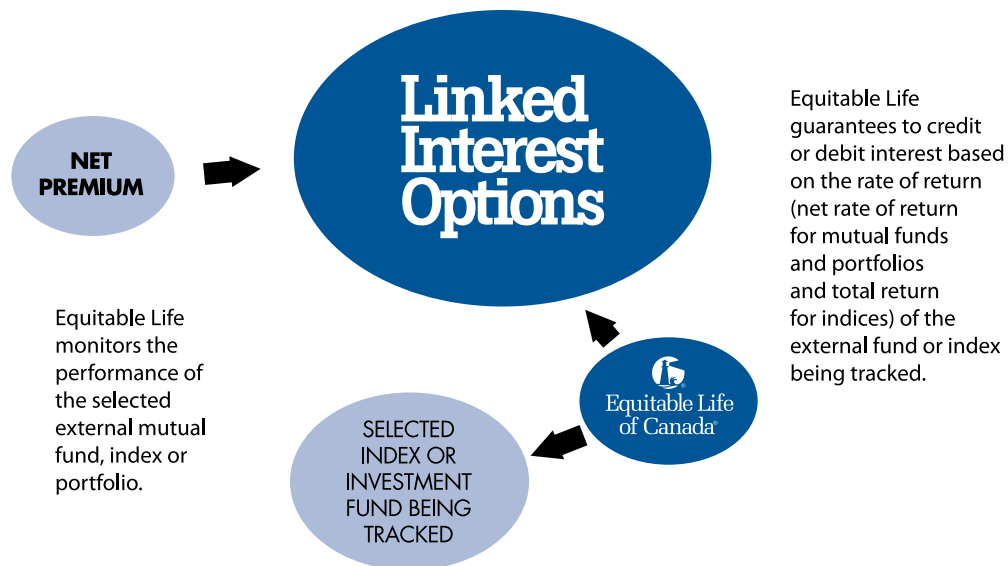 Linked
Interest
Options
NET
PREMIUM
Equitable Life
guarantees to credit
or debit interest based
on the rate of return
(net rate of return
for mutual funds
and portfolios
and total return
for indices) of the
external fund or index
being tracked.
Equitable Life
monitors the
performance of
the selected
external mutual
fund, index or
portfolio.
Equitable Life
of Canada®
SELECTED
INDEX OR
INVESTMENT
FUND BEING
TRACKED